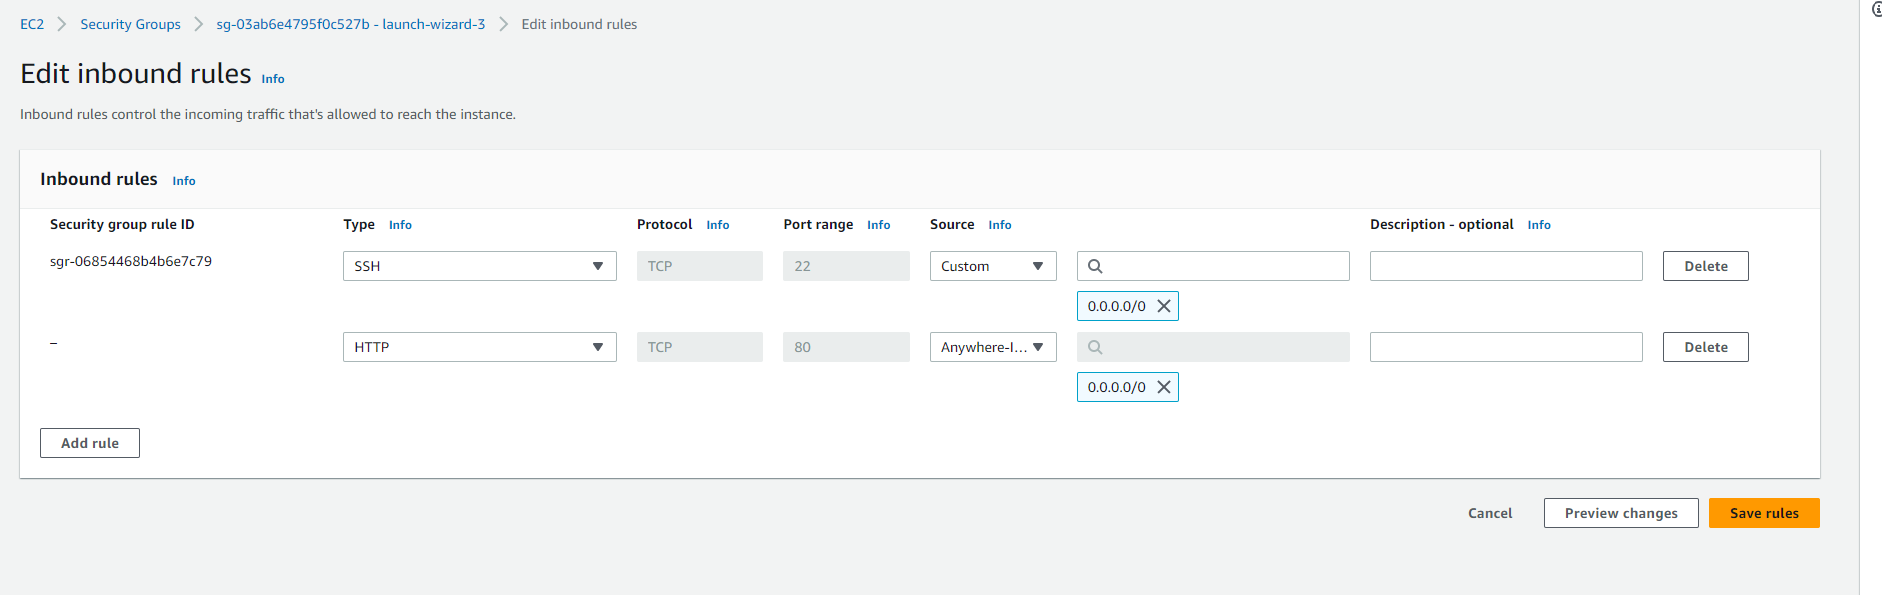 EC2 > Security Groups > sg-03ab6e4795f0c527b - launch-wizard-3 > Edit inbound rules
Edit inbound rules Info
Inbound rules control the incoming traffic that's allowed to reach the instance.
Inbound rules Info
Security group rule ID Type Info Protocol Info Port range Info Source Info Description - optional Info
sgr-06854468b4b6e7c79 SSH TCP 22 Custom Delete
0.0.0.0/0
– HTTP TCP 80 Anywhere-I... Delete
0.0.0.0/0
Add rule
Cancel Preview changes Save rules